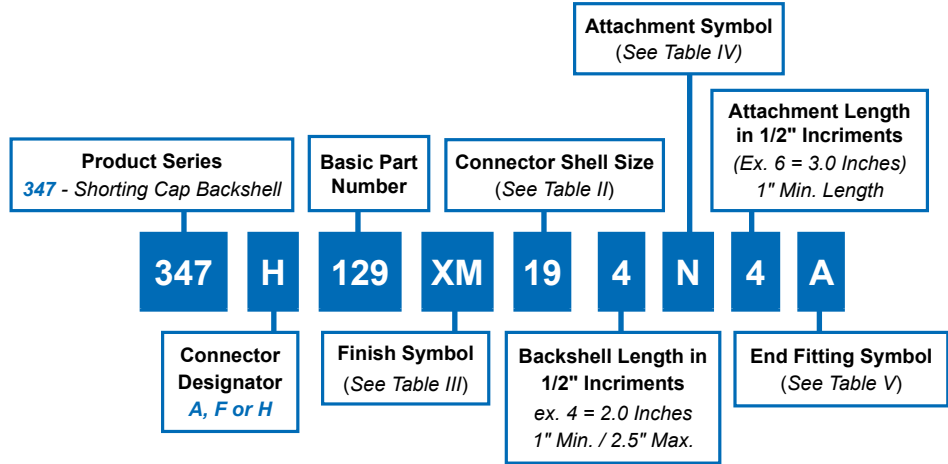 Attachment Symbol
(See Table IV)
Attachment Length
in 1/2" Incriments
(Ex. 6 = 3.0 Inches)
1" Min. Length
Product Series
347 - Shorting Cap Backshell
Basic Part
Number
Connector Shell Size
(See Table II)
347 H 129 XM 19 4 N 4 A
Connector
Designator
A, F or H
Finish Symbol
(See Table III)
Backshell Length in
1/2" Incriments
ex. 4 = 2.0 Inches
1" Min. / 2.5" Max.
End Fitting Symbol
(See Table V)